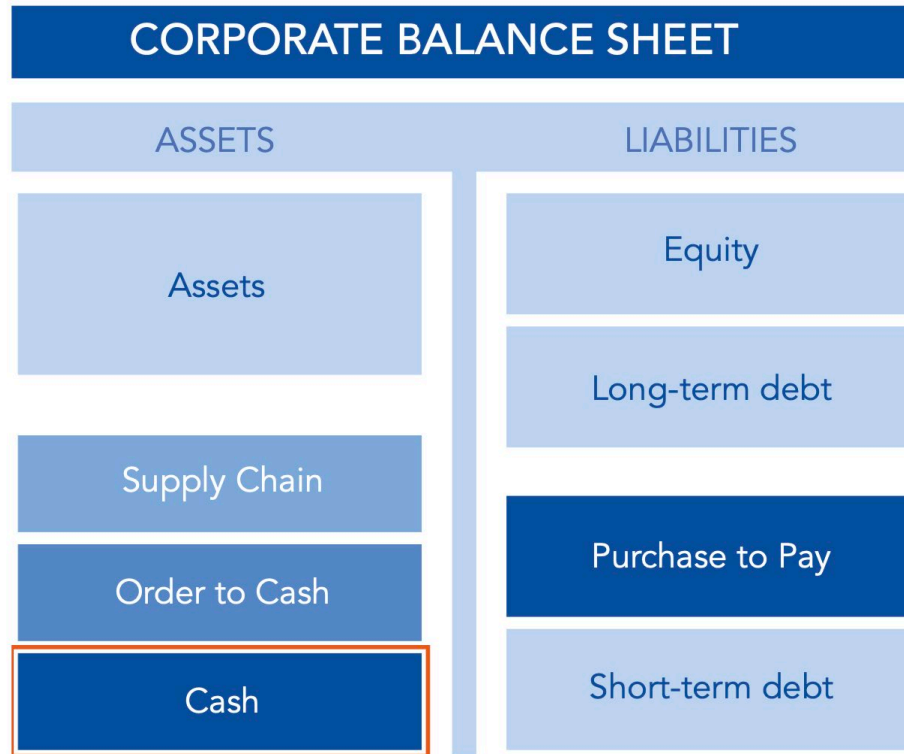 CORPORATE BALANCE SHEET
ASSETS
Assets
Supply Chain
Order to Cash
Cash
LIABILITIES
Equity
Long-term debt
Purchase to Pay
Short-term debt